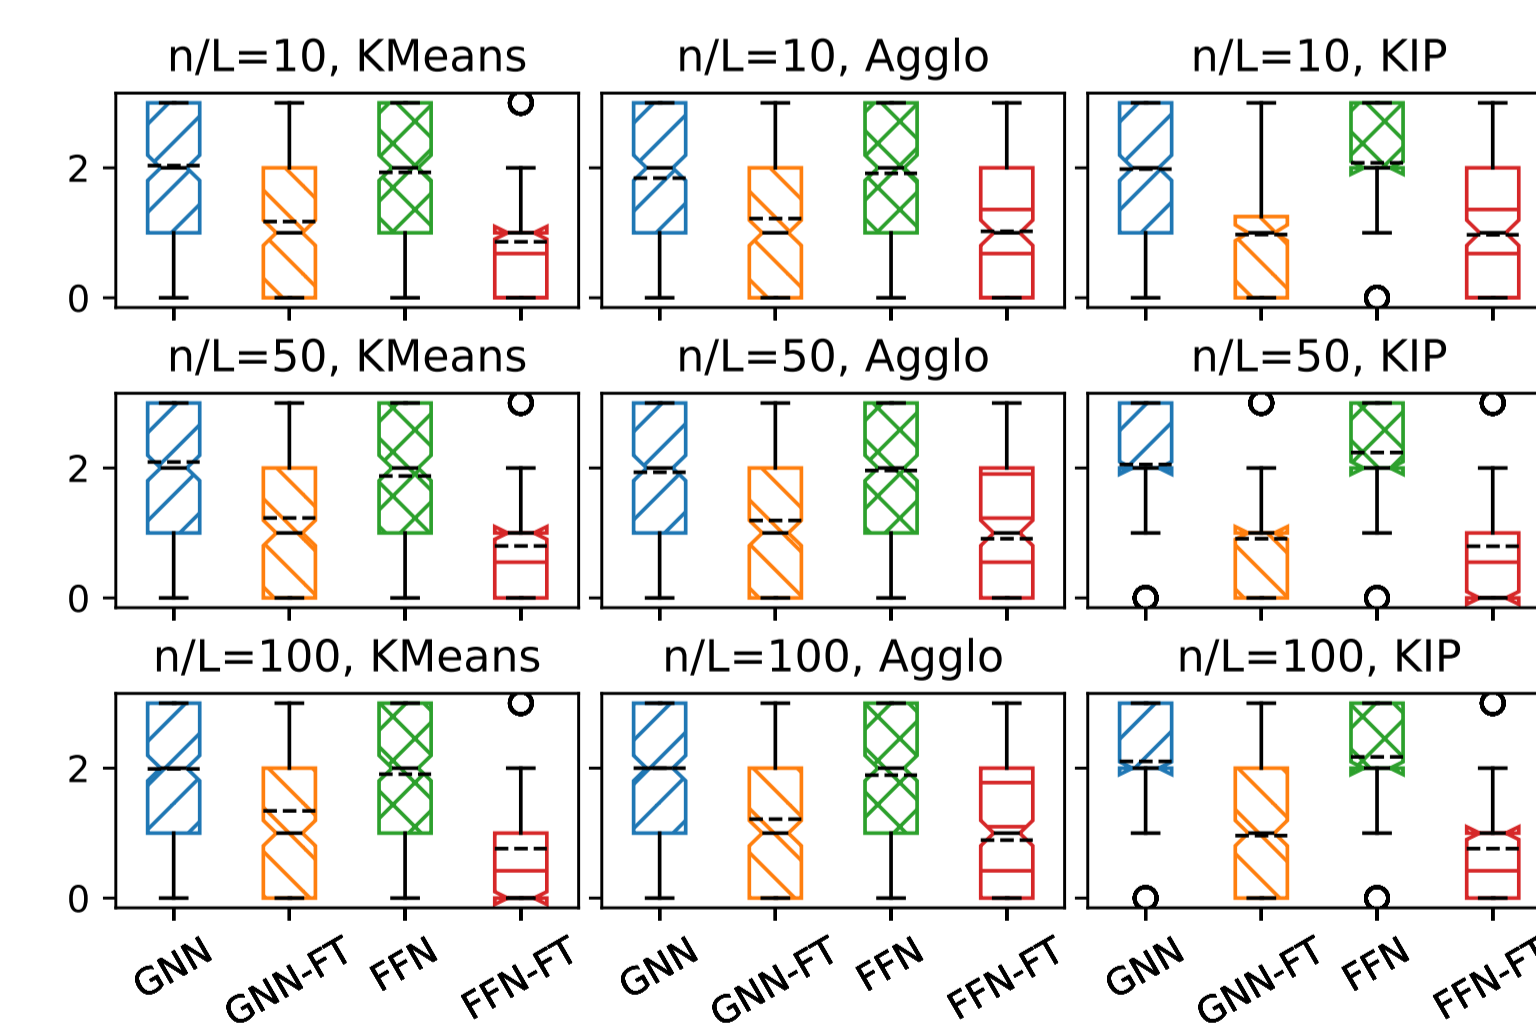 n/L=10, KMeans n/L=10, Agglo n/L=10, KIP
2
0
n/L=50, KMeans n/L=50, Agglo n/L=50, KIP
2
0
n/L=100, KMeans n/L=100, Agglo n/L=100, KIP
2
0
GNN GNN-FT FFN FFN-FT GNN GNN-FT FFN FFN-FT GNN GNN-FT FFN FFN-FT